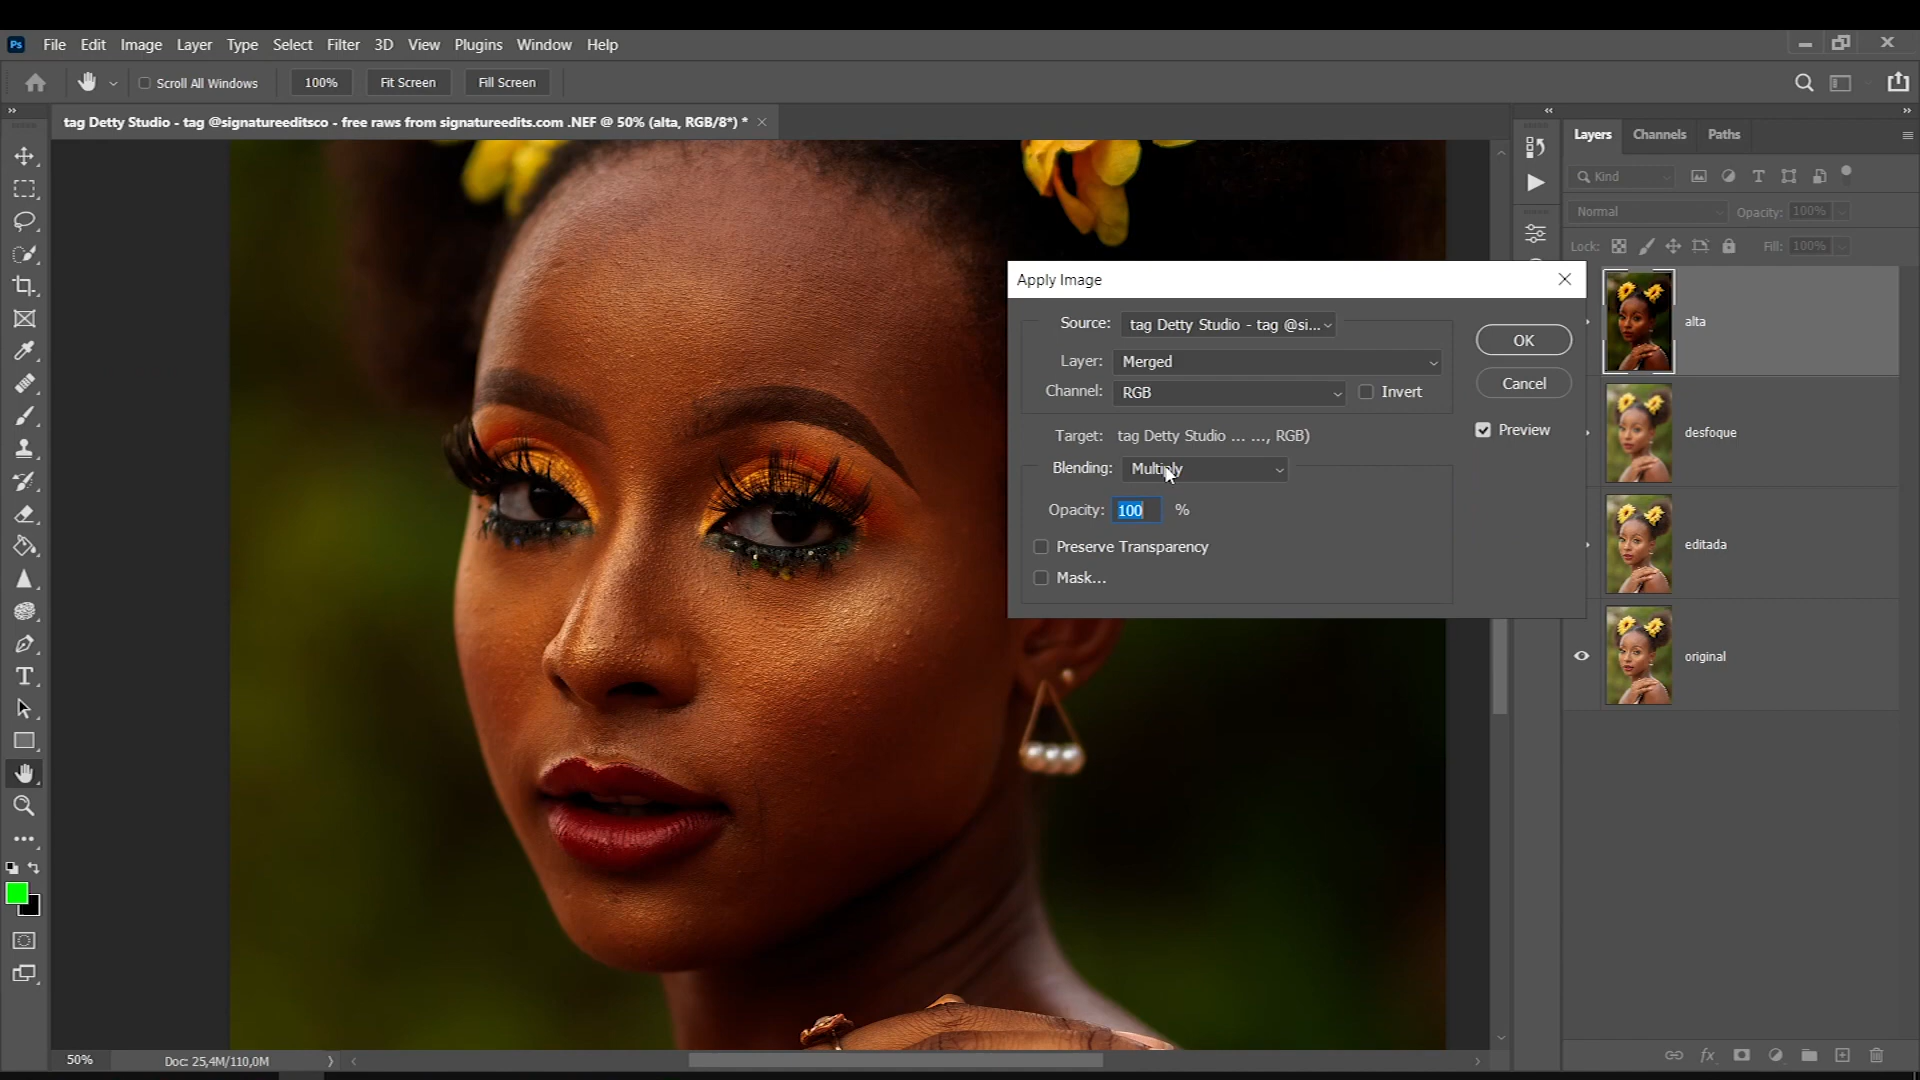 Ps File Edit Image Layer Type Select Filter 3D View Plugins Window Help
Scroll All Windows 100% Fit Screen Fill Screen
tag Detty Studio - tag @signatureeditsco - free raws from signatureedits.com .NEF @ 50% (alta, RGB/8*) *
Layers Channels Paths
Kind
Normal Opacity: 100%
Lock: Fill: 100%
Apply Image
Source: tag Detty Studio - tag @si...
OK
Layer: Merged
Cancel
Channel: RGB Invert
Preview
Target: tag Detty Studio ... ..., RGB)
Blending: Multiply
Opacity: 100 %
Preserve Transparency
Mask...
alta
desfoque
editada
original
T
fx
50% Doc: 25,4M/110,0M